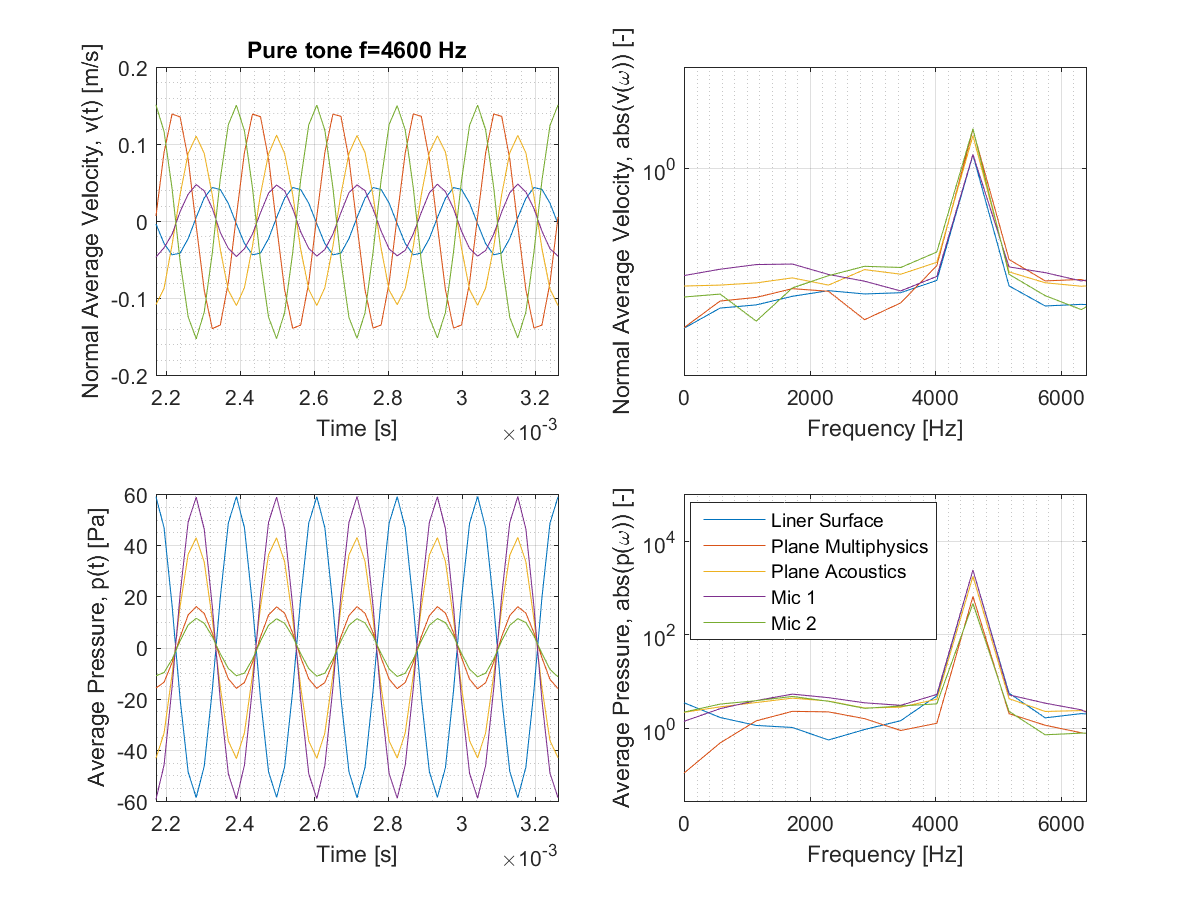 Pure tone f=4600 Hz
Normal Average Velocity, v(t) [m/s]
0.2
0.1
0
-0.1
-0.2
2.2 2.4 2.6 2.8 3 3.2
Time [s]
×10^-3
Normal Average Velocity, abs(v(ω)) [-]
10^0
0 2000 4000 6000
Frequency [Hz]
Average Pressure, p(t) [Pa]
60
40
20
0
-20
-40
-60
2.2 2.4 2.6 2.8 3 3.2
Time [s]
×10^-3
Average Pressure, abs(p(ω)) [-]
10^4
10^2
10^0
Liner Surface
Plane Multiphysics
Plane Acoustics
Mic 1
Mic 2
0 2000 4000 6000
Frequency [Hz]